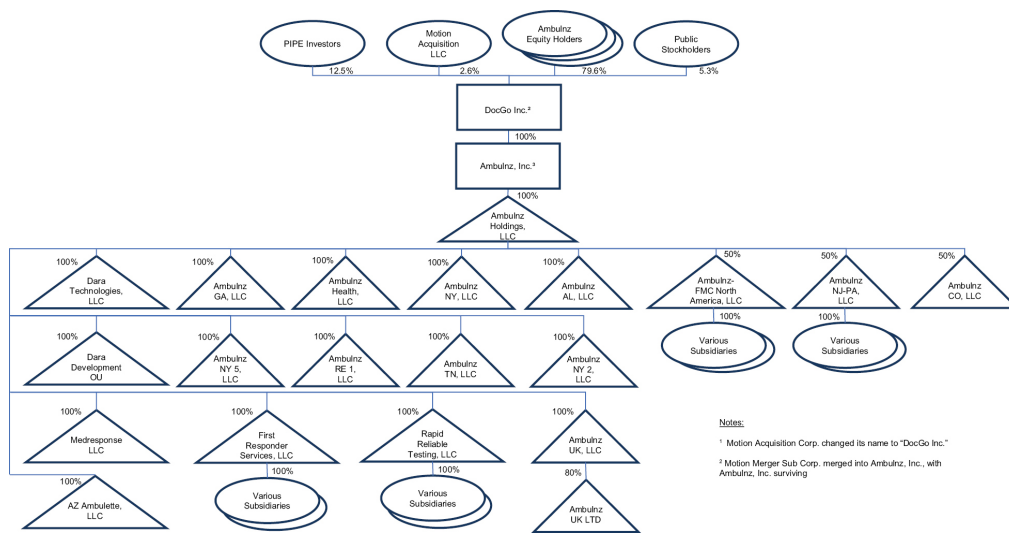 PIPE Investors
Motion
Acquisition
LLC
Ambulnz
Equity Holders
Public
Stockholders
12.5%
2.6%
79.6%
5.3%
DocGo Inc.²
100%
Ambulnz, Inc.³
100%
Ambulnz
Holdings,
LLC
100%
Dara
Technologies,
LLC
100%
Ambulnz
GA, LLC
100%
Ambulnz
Health,
LLC
100%
Ambulnz
NY, LLC
100%
Ambulnz
AL, LLC
50%
Ambulnz-
FMC North
America, LLC
50%
Ambulnz
NJ-PA,
LLC
50%
Ambulnz
CO, LLC
100%
Various
Subsidiaries
100%
Various
Subsidiaries
100%
Dara
Development
OU
100%
Ambulnz
NY 5,
LLC
100%
Ambulnz
RE 1,
LLC
100%
Ambulnz
TN, LLC
100%
Ambulnz
NY 2,
LLC
100%
Medresponse
LLC
100%
First
Responder
Services, LLC
100%
Rapid
Reliable
Testing, LLC
100%
Ambulnz
UK, LLC
100%
AZ Ambulette,
LLC
100%
Various
Subsidiaries
100%
Various
Subsidiaries
80%
Ambulnz
UK LTD
Notes:
¹ Motion Acquisition Corp. changed its name to “DocGo Inc.”
² Motion Merger Sub Corp. merged into Ambulnz, Inc., with
Ambulnz, Inc. surviving